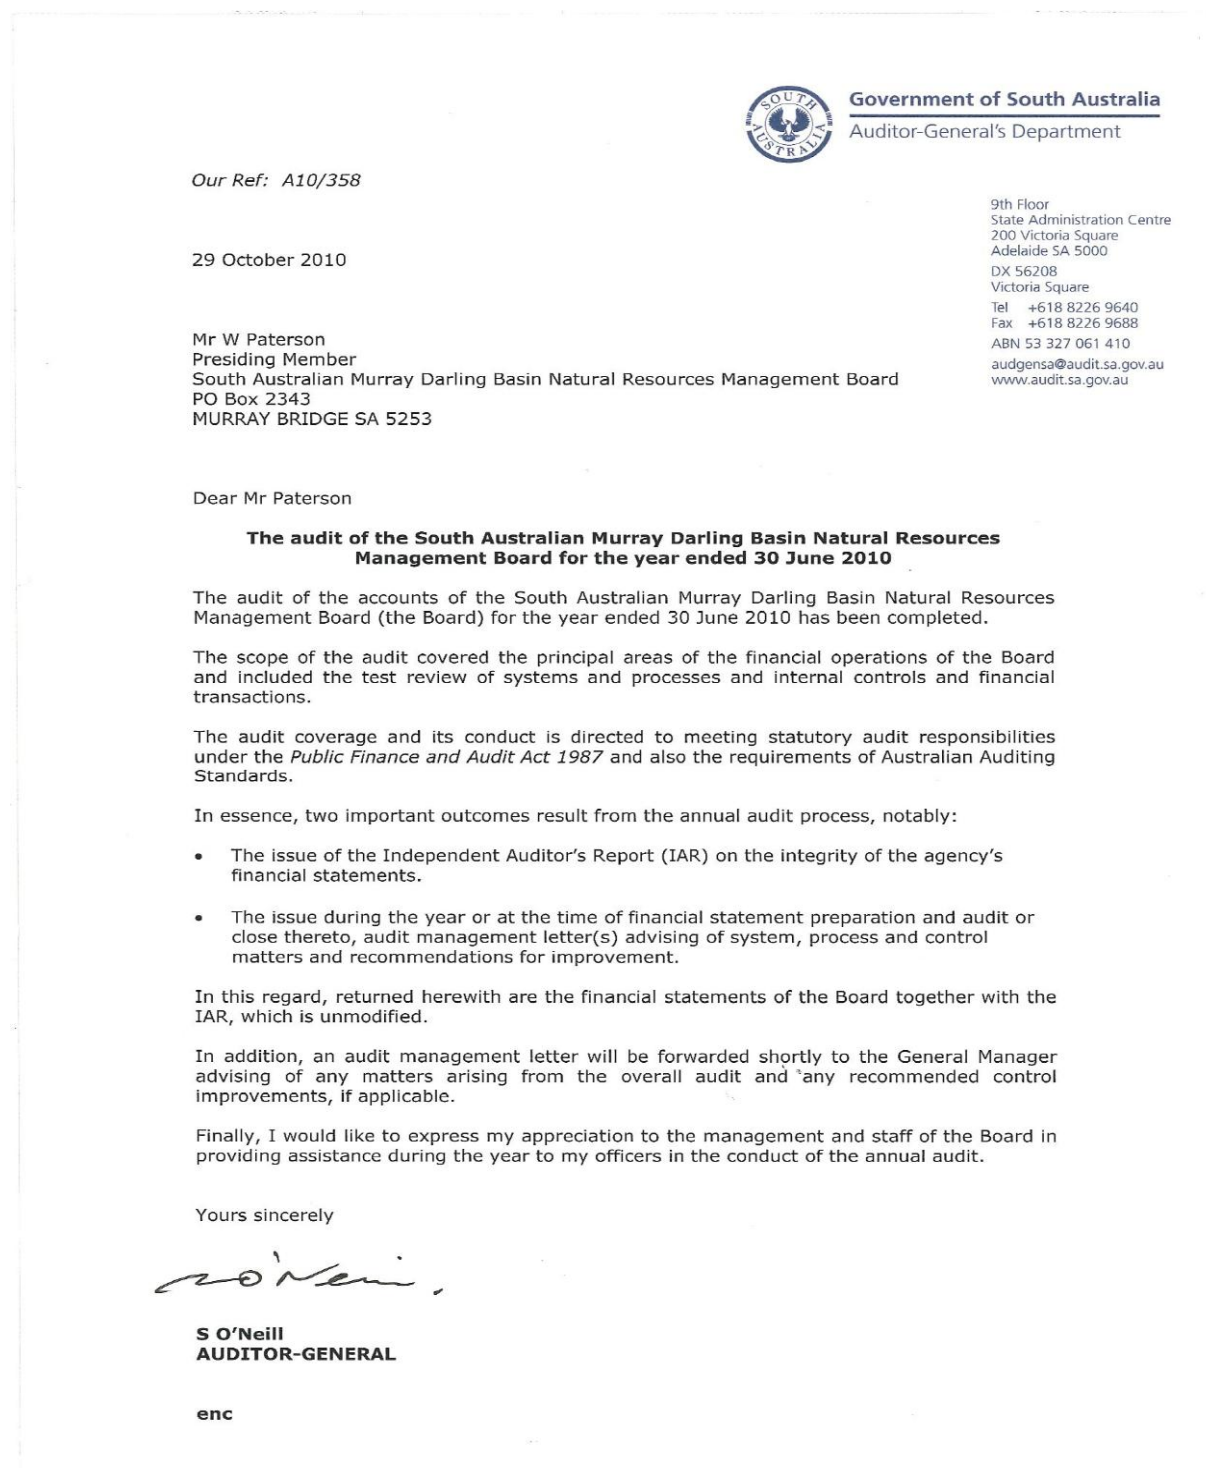 SOUTH AUSTRALIA
Government of South Australia
Auditor-General's Department
Our Ref: A10/358
9th Floor
State Administration Centre
200 Victoria Square
Adelaide SA 5000
DX 56208
Victoria Square
Tel +618 8226 9640
Fax +618 8226 9688
ABN 53 327 061 410
audgensa@audit.sa.gov.au
www.audit.sa.gov.au
29 October 2010
Mr W Paterson
Presiding Member
South Australian Murray Darling Basin Natural Resources Management Board
PO Box 2343
MURRAY BRIDGE SA 5253
Dear Mr Paterson
The audit of the South Australian Murray Darling Basin Natural Resources
Management Board for the year ended 30 June 2010
The audit of the accounts of the South Australian Murray Darling Basin Natural Resources
Management Board (the Board) for the year ended 30 June 2010 has been completed.
The scope of the audit covered the principal areas of the financial operations of the Board
and included the test review of systems and processes and internal controls and financial
transactions.
The audit coverage and its conduct is directed to meeting statutory audit responsibilities
under the Public Finance and Audit Act 1987 and also the requirements of Australian Auditing
Standards.
In essence, two important outcomes result from the annual audit process, notably:
• The issue of the Independent Auditor's Report (IAR) on the integrity of the agency's
financial statements.
• The issue during the year or at the time of financial statement preparation and audit or
close thereto, audit management letter(s) advising of system, process and control
matters and recommendations for improvement.
In this regard, returned herewith are the financial statements of the Board together with the
IAR, which is unmodified.
In addition, an audit management letter will be forwarded shortly to the General Manager
advising of any matters arising from the overall audit and any recommended control
improvements, if applicable.
Finally, I would like to express my appreciation to the management and staff of the Board in
providing assistance during the year to my officers in the conduct of the annual audit.
Yours sincerely
O'Neill
S O'Neill
AUDITOR-GENERAL
enc